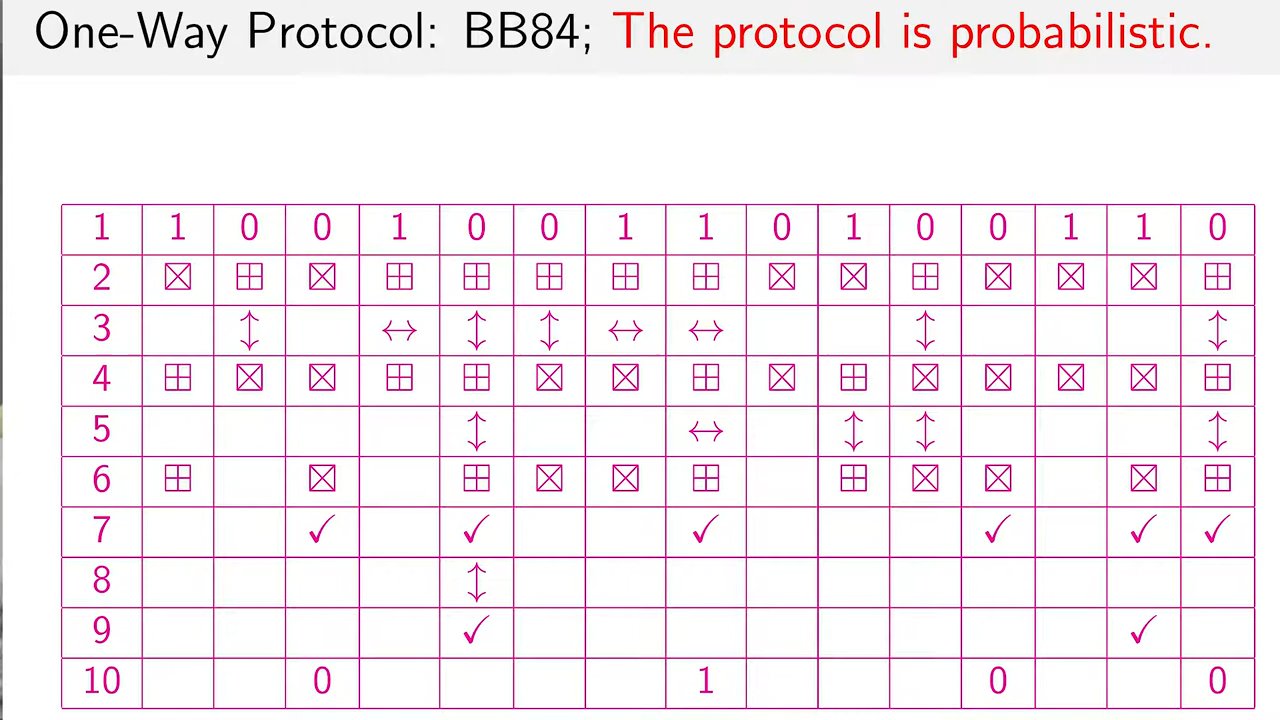 One-Way Protocol: BB84; The protocol is probabilistic.
1 1 0 0 1 0 0 1 1 0 1 0 0 1 1 0
2 ⊠ ⊞ ⊠ ⊞ ⊞ ⊞ ⊞ ⊞ ⊠ ⊠ ⊞ ⊠ ⊠ ⊠ ⊞
3 ↕ ↔ ↕ ↕ ↔ ↔ ↕ ↕
4 ⊞ ⊠ ⊠ ⊞ ⊞ ⊠ ⊠ ⊞ ⊠ ⊞ ⊠ ⊠ ⊠ ⊠ ⊞
5 ↕ ↔ ↕ ↕ ↕
6 ⊞ ⊠ ⊞ ⊠ ⊠ ⊞ ⊞ ⊠ ⊠ ⊠ ⊞
7 ✓ ✓ ✓ ✓ ✓ ✓
8 ↕
9 ✓ ✓
10 0 1 0 0